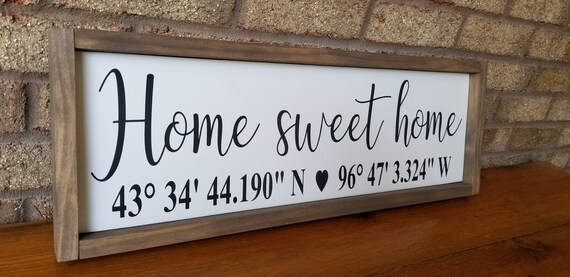 Home sweet home
43° 34' 44.190" N ♥ 96° 47' 3.324" W